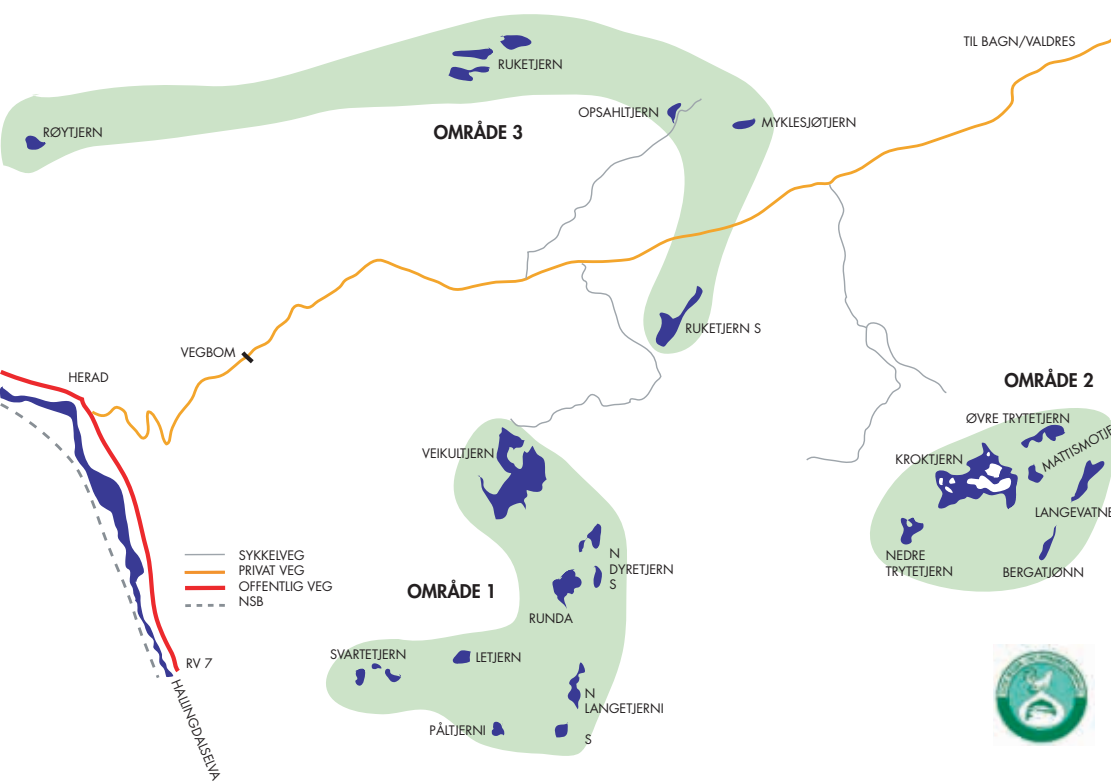 TIL BAGN/VALDRES
RUKETJERN
OPSAHLTJERN
MYKLESJØTJERN
RØYTJERN
OMRÅDE 3
RUKETJERN S
VEGBOM
HERAD
OMRÅDE 2
ØVRE TRYTETJERN
MATTISMOTJE
KROKTJERN
LANGEVATNE
NEDRE
TRYTETJERN
BERGATJØNN
VEIKULTJERN
N
DYRETJERN
S
OMRÅDE 1
RUNDA
SYKKELVEG
PRIVAT VEG
OFFENTLIG VEG
NSB
SVARTETJERN
LETJERN
N
LANGETJERNI
S
PÅLTJERNI
RV 7
HALLINGDALSELVA